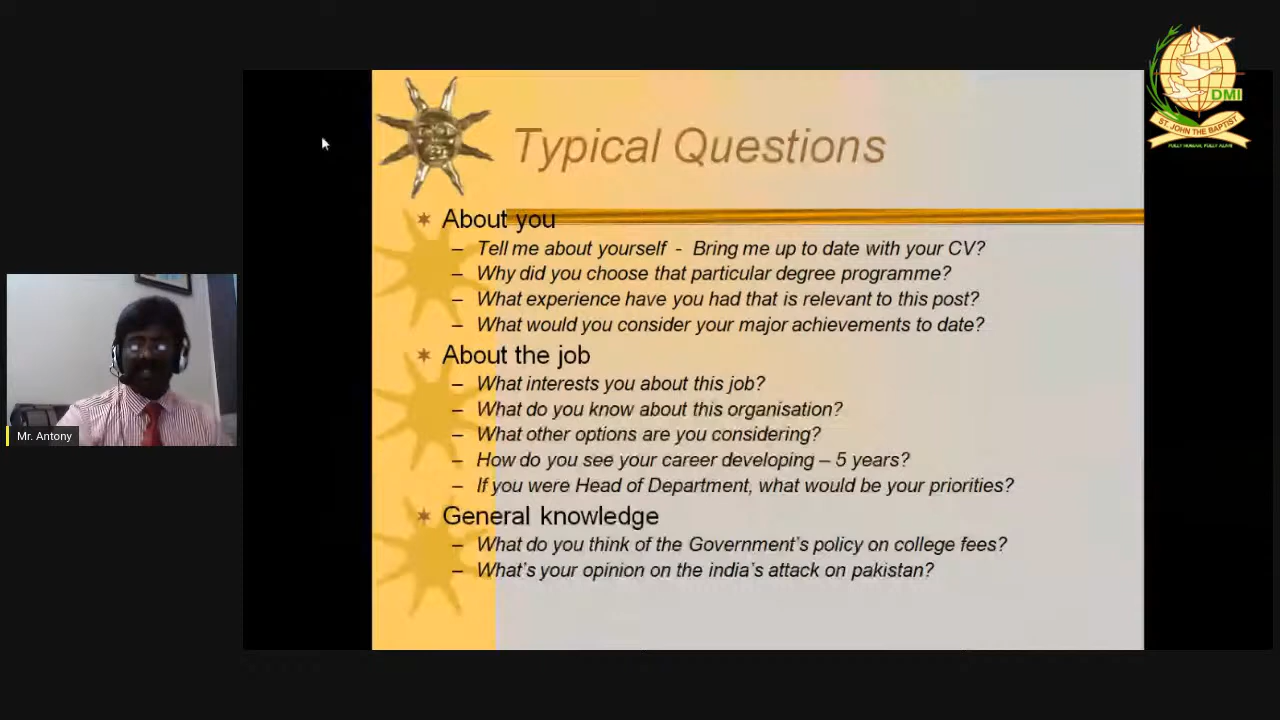 DMI
ST. JOHN THE BAPTIST
FULLY HUMAN, FULLY ALIVE
Typical Questions
About you
– Tell me about yourself - Bring me up to date with your CV?
– Why did you choose that particular degree programme?
– What experience have you had that is relevant to this post?
– What would you consider your major achievements to date?
About the job
– What interests you about this job?
– What do you know about this organisation?
– What other options are you considering?
– How do you see your career developing – 5 years?
– If you were Head of Department, what would be your priorities?
General knowledge
– What do you think of the Government's policy on college fees?
– What's your opinion on the india's attack on pakistan?
Mr. Antony